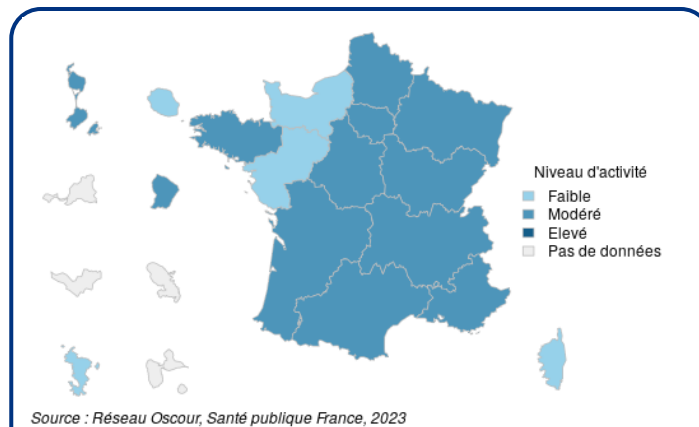 Niveau d'activité
Faible
Modéré
Elevé
Pas de données
Source : Réseau Oscour, Santé publique France, 2023